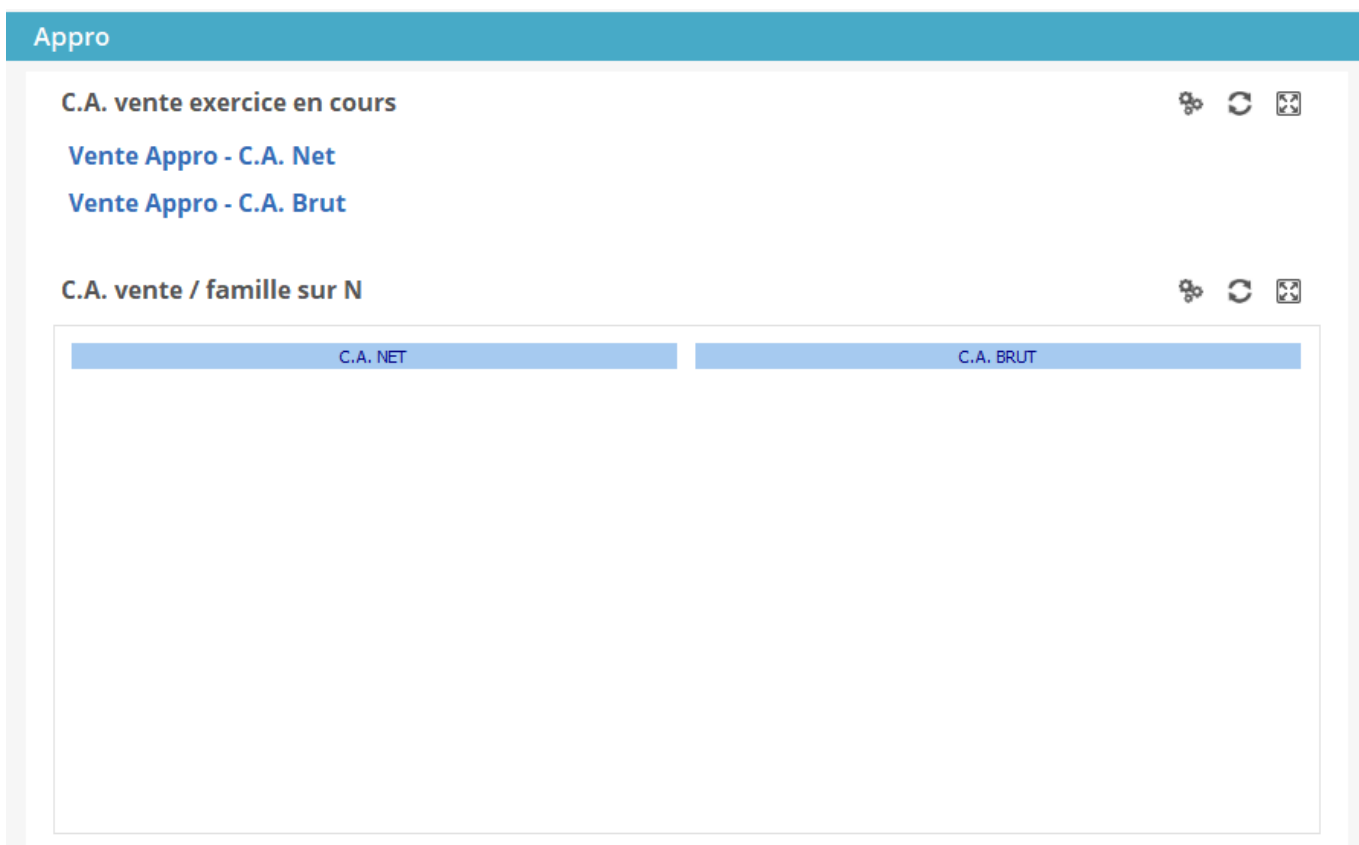 Appro
C.A. vente exercice en cours
Vente Appro - C.A. Net
Vente Appro - C.A. Brut
C.A. vente / famille sur N
C.A. NET
C.A. BRUT